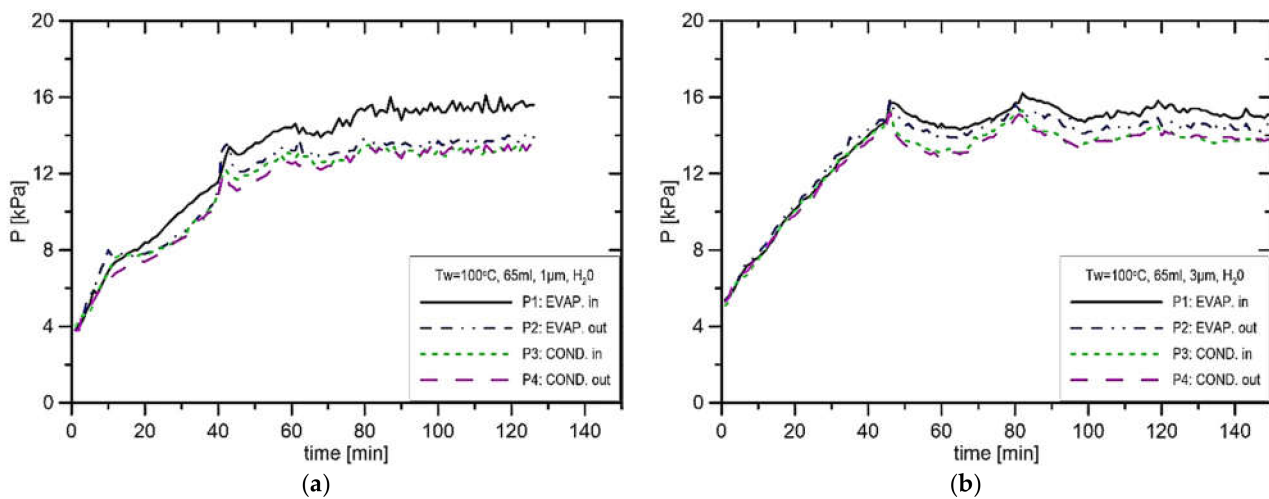 20
16
12
8
4
0
P [kPa]
0 20 40 60 80 100 120 140
time [min]
Tw=100°C, 65ml, 1µm, H₂0
P1: EVAP. in
P2: EVAP. out
P3: COND. in
P4: COND. out
(a)
20
16
12
8
4
0
P [kPa]
0 20 40 60 80 100 120 140
time [min]
Tw=100°C, 65ml, 3µm, H₂0
P1: EVAP. in
P2: EVAP. out
P3: COND. in
P4: COND. out
(b)